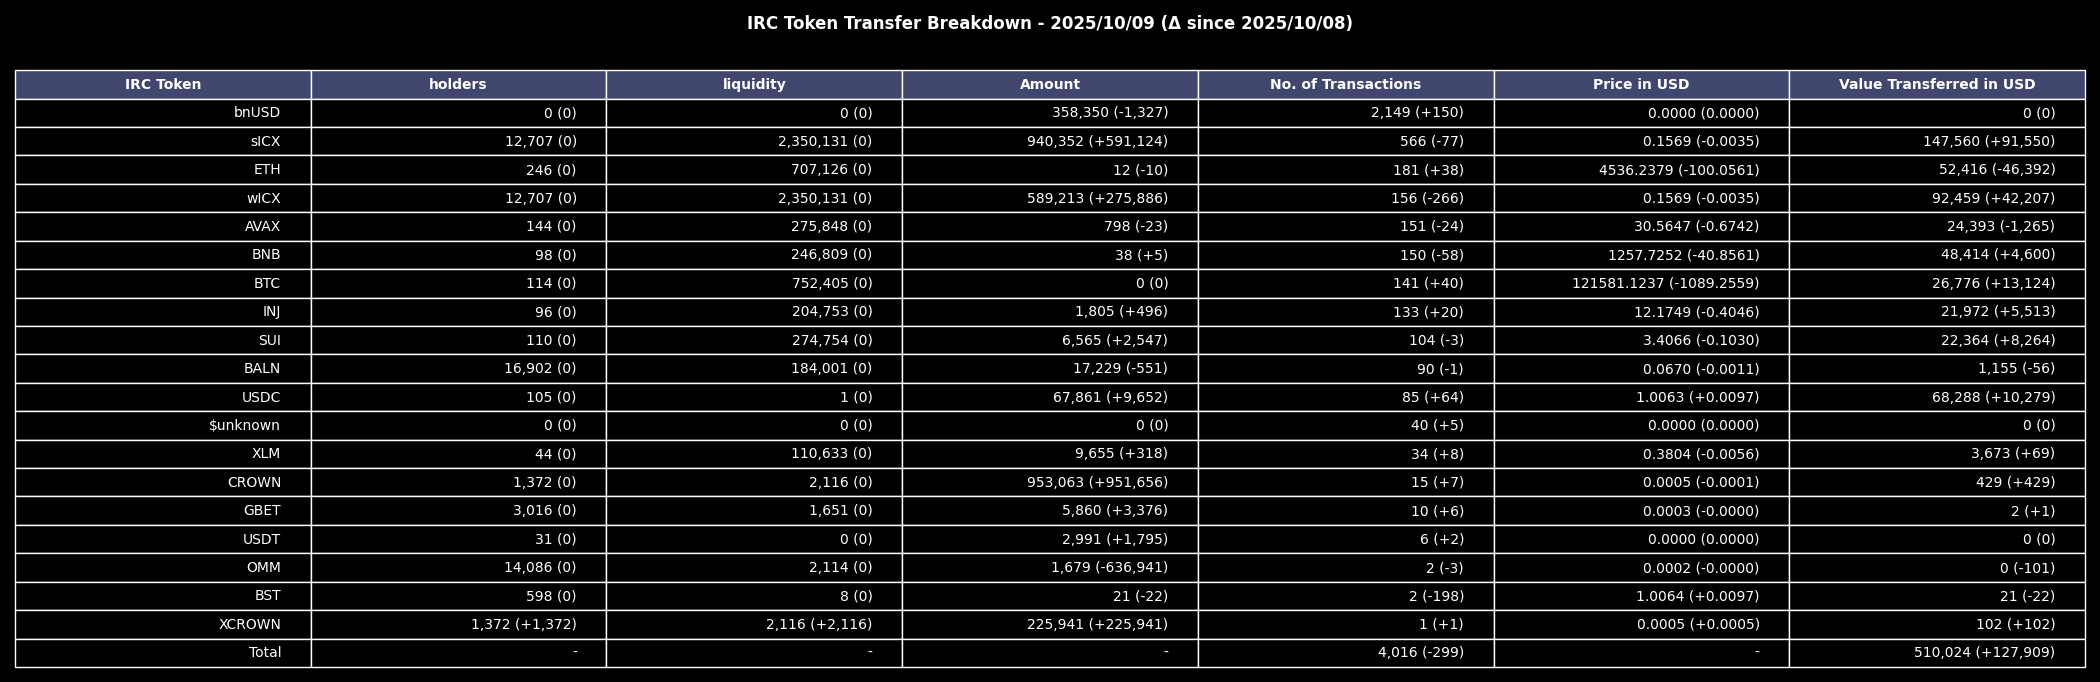 IRC Token Transfer Breakdown - 2025/10/09 (Δ since 2025/10/08)
IRC Token holders liquidity Amount No. of Transactions Price in USD Value Transferred in USD
bnUSD 0 (0) 0 (0) 358,350 (-1,327) 2,149 (+150) 0.0000 (0.0000) 0 (0)
sICX 12,707 (0) 2,350,131 (0) 940,352 (+591,124) 566 (-77) 0.1569 (-0.0035) 147,560 (+91,550)
ETH 246 (0) 707,126 (0) 12 (-10) 181 (+38) 4536.2379 (-100.0561) 52,416 (-46,392)
wICX 12,707 (0) 2,350,131 (0) 589,213 (+275,886) 156 (-266) 0.1569 (-0.0035) 92,459 (+42,207)
AVAX 144 (0) 275,848 (0) 798 (-23) 151 (-24) 30.5647 (-0.6742) 24,393 (-1,265)
BNB 98 (0) 246,809 (0) 38 (+5) 150 (-58) 1257.7252 (-40.8561) 48,414 (+4,600)
BTC 114 (0) 752,405 (0) 0 (0) 141 (+40) 121581.1237 (-1089.2559) 26,776 (+13,124)
INJ 96 (0) 204,753 (0) 1,805 (+496) 133 (+20) 12.1749 (-0.4046) 21,972 (+5,513)
SUI 110 (0) 274,754 (0) 6,565 (+2,547) 104 (-3) 3.4066 (-0.1030) 22,364 (+8,264)
BALN 16,902 (0) 184,001 (0) 17,229 (-551) 90 (-1) 0.0670 (-0.0011) 1,155 (-56)
USDC 105 (0) 1 (0) 67,861 (+9,652) 85 (+64) 1.0063 (+0.0097) 68,288 (+10,279)
$unknown 0 (0) 0 (0) 0 (0) 40 (+5) 0.0000 (0.0000) 0 (0)
XLM 44 (0) 110,633 (0) 9,655 (+318) 34 (+8) 0.3804 (-0.0056) 3,673 (+69)
CROWN 1,372 (0) 2,116 (0) 953,063 (+951,656) 15 (+7) 0.0005 (-0.0001) 429 (+429)
GBET 3,016 (0) 1,651 (0) 5,860 (+3,376) 10 (+6) 0.0003 (-0.0000) 2 (+1)
USDT 31 (0) 0 (0) 2,991 (+1,795) 6 (+2) 0.0000 (0.0000) 0 (0)
OMM 14,086 (0) 2,114 (0) 1,679 (-636,941) 2 (-3) 0.0002 (-0.0000) 0 (-101)
BST 598 (0) 8 (0) 21 (-22) 2 (-198) 1.0064 (+0.0097) 21 (-22)
XCROWN 1,372 (+1,372) 2,116 (+2,116) 225,941 (+225,941) 1 (+1) 0.0005 (+0.0005) 102 (+102)
Total - - - 4,016 (-299) - 510,024 (+127,909)